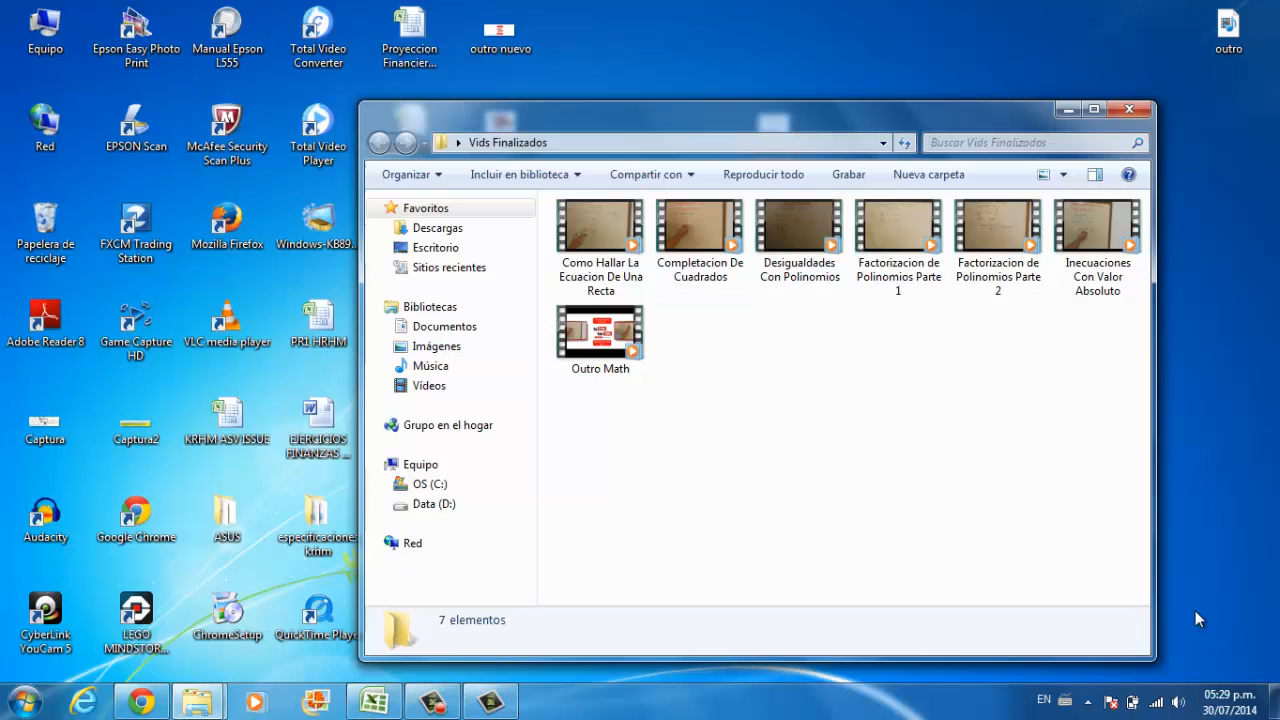 Equipo
Epson Easy Photo
Print
Manual Epson
L555
Total Video
Converter
Proyeccion
Financier...
outro nuevo
outro
Red
EPSON Scan
McAfee Security
Scan Plus
Total Video
Player
Papelera de
reciclaje
FXCM Trading
Station
Mozilla Firefox
Windows-KB89...
Adobe Reader 8
Game Capture
HD
VLC media player
PR1 HRHM
Captura
Captura2
KRHM ASV ISSUE
EJERCICIOS
FINANZAS ...
Audacity
Google Chrome
ASUS
especificaciones
krhm
CyberLink
YouCam 5
LEGO
MINDSTOR...
ChromeSetup
QuickTime Playe
Vids Finalizados
Buscar Vids Finalizados
Organizar
Incluir en biblioteca
Compartir con
Reproducir todo
Grabar
Nueva carpeta
Favoritos
Descargas
Escritorio
Sitios recientes
Bibliotecas
Documentos
Imágenes
Música
Vídeos
Grupo en el hogar
Equipo
OS (C:)
Data (D:)
Red
Como Hallar La
Ecuacion De Una
Recta
Completacion De
Cuadrados
Desigualdades
Con Polinomios
Factorizacion de
Polinomios Parte
1
Factorizacion de
Polinomios Parte
2
Inecuaciones
Con Valor
Absoluto
Outro Math
7 elementos
EN
05:29 p.m.
30/07/2014